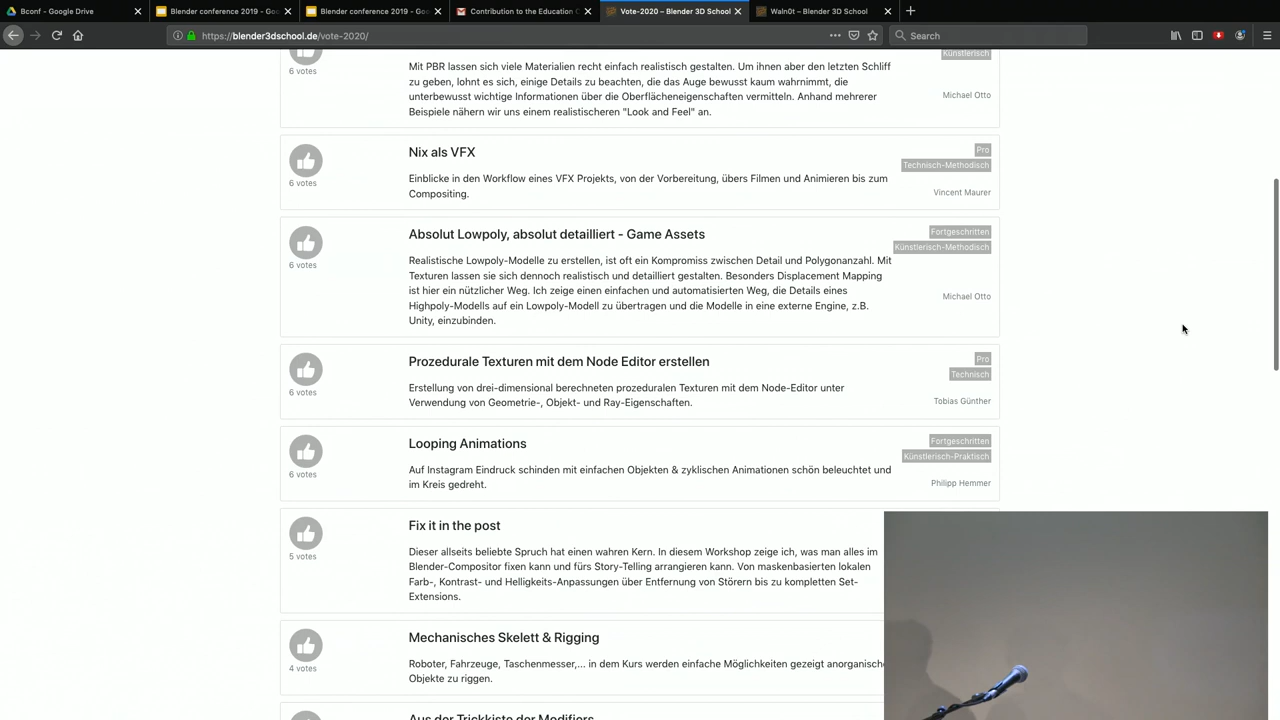 Bconf - Google Drive
Blender conference 2019 - Goo
Blender conference 2019 - Goo
Contribution to the Education C
Vote-2020 – Blender 3D School
Waln0t – Blender 3D School
https://blender3dschool.de/vote-2020/
Search
6 votes
Künstlerisch
Mit PBR lassen sich viele Materialien recht einfach realistisch gestalten. Um ihnen aber den letzten Schliff
zu geben, lohnt es sich, einige Details zu beachten, die das Auge bewusst kaum wahrnimmt, die
unterbewusst wichtige Informationen über die Oberflächeneigenschaften vermitteln. Anhand mehrerer
Beispiele nähern wir uns einem realistischeren "Look and Feel" an.
Michael Otto
6 votes
Nix als VFX
Einblicke in den Workflow eines VFX Projekts, von der Vorbereitung, übers Filmen und Animieren bis zum
Compositing.
Pro
Technisch-Methodisch
Vincent Maurer
6 votes
Absolut Lowpoly, absolut detailliert - Game Assets
Realistische Lowpoly-Modelle zu erstellen, ist oft ein Kompromiss zwischen Detail und Polygonanzahl. Mit
Texturen lassen sie sich dennoch realistisch und detailliert gestalten. Besonders Displacement Mapping
ist hier ein nützlicher Weg. Ich zeige einen einfachen und automatisierten Weg, die Details eines
Highpoly-Modells auf ein Lowpoly-Modell zu übertragen und die Modelle in eine externe Engine, z.B.
Unity, einzubinden.
Fortgeschritten
Künstlerisch-Methodisch
Michael Otto
6 votes
Prozedurale Texturen mit dem Node Editor erstellen
Erstellung von drei-dimensional berechneten prozeduralen Texturen mit dem Node-Editor unter
Verwendung von Geometrie-, Objekt- und Ray-Eigenschaften.
Pro
Technisch
Tobias Günther
6 votes
Looping Animations
Auf Instagram Eindruck schinden mit einfachen Objekten & zyklischen Animationen schön beleuchtet und
im Kreis gedreht.
Fortgeschritten
Künstlerisch-Praktisch
Philipp Hemmer
5 votes
Fix it in the post
Dieser allseits beliebte Spruch hat einen wahren Kern. In diesem Workshop zeige ich, was man alles im
Blender-Compositor fixen kann und fürs Story-Telling arrangieren kann. Von maskenbasierten lokalen
Farb-, Kontrast- und Helligkeits-Anpassungen über Entfernung von Störern bis zu kompletten Set-
Extensions.
4 votes
Mechanisches Skelett & Rigging
Roboter, Fahrzeuge, Taschenmesser,... in dem Kurs werden einfache Möglichkeiten gezeigt anorganische
Objekte zu riggen.
Aus der Trickkiste der Modifiers